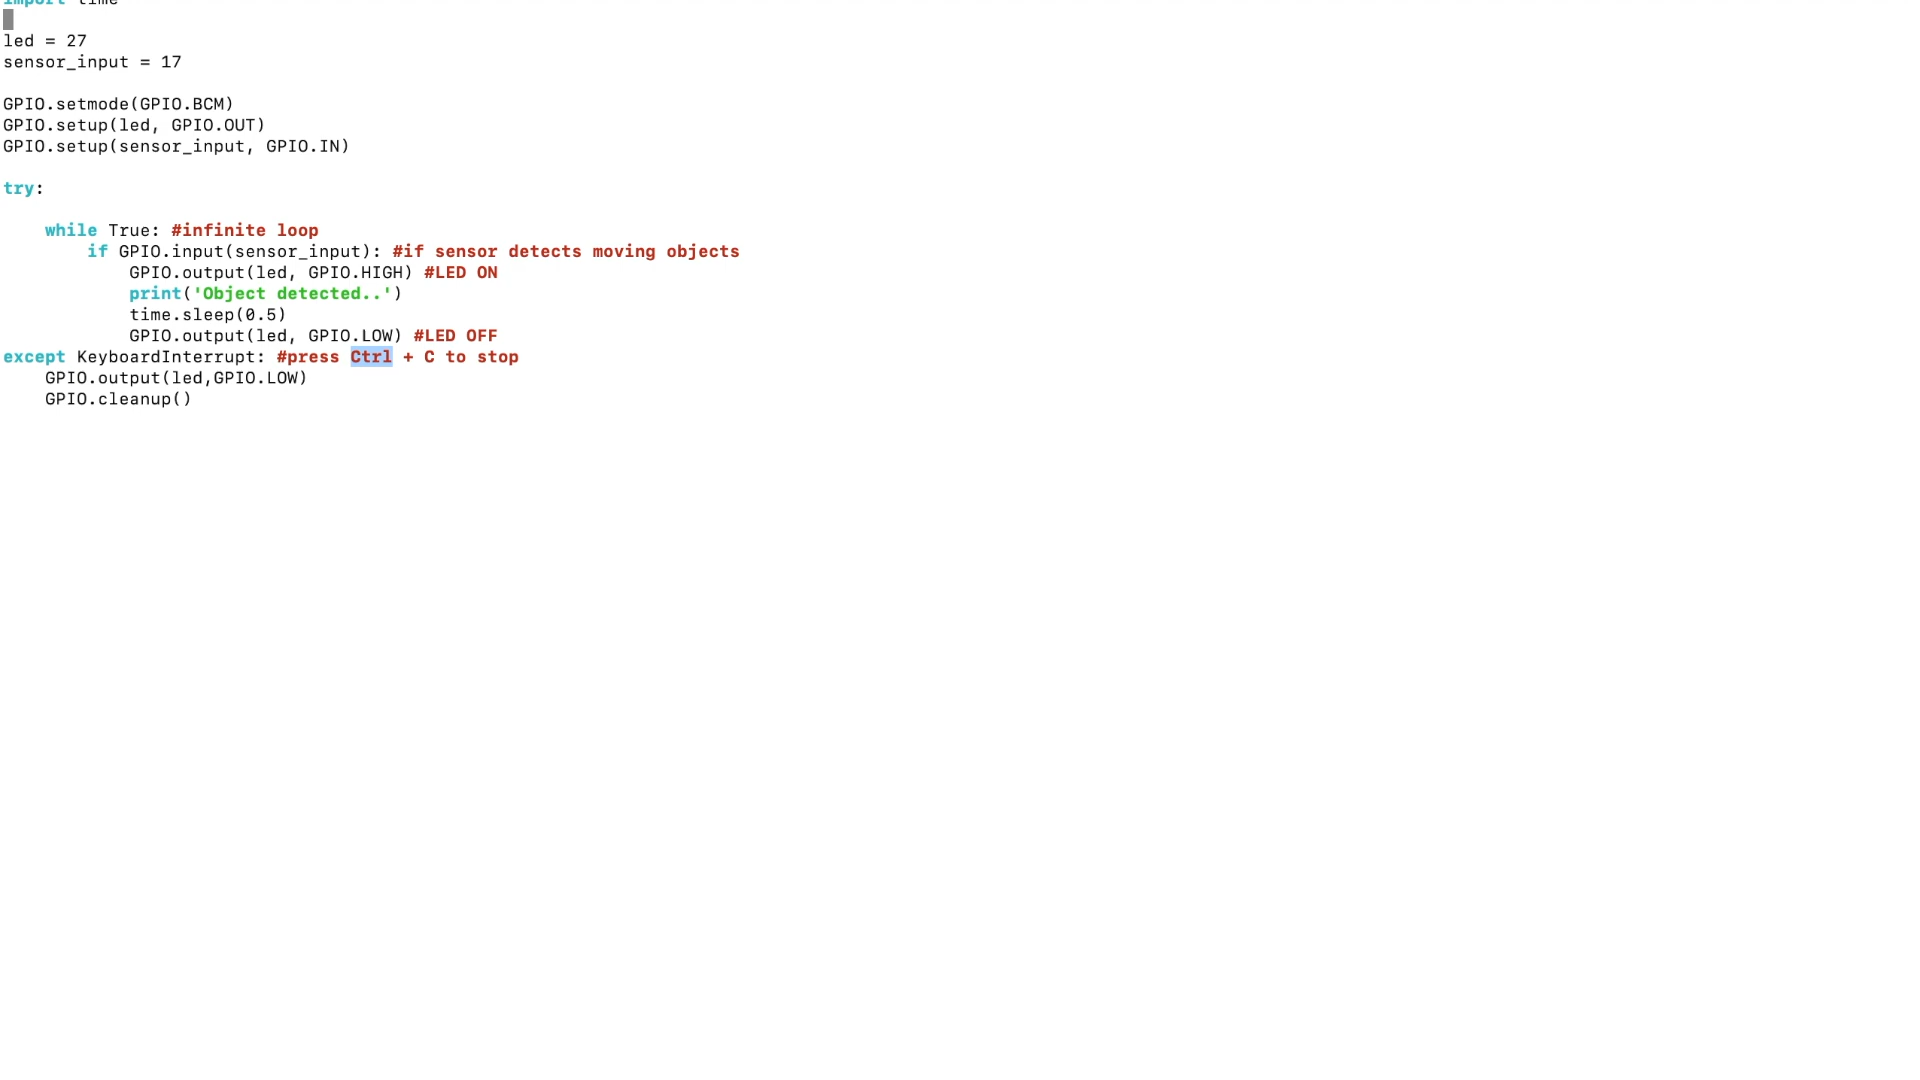 import time
led = 27
sensor_input = 17
GPIO.setmode(GPIO.BCM)
GPIO.setup(led, GPIO.OUT)
GPIO.setup(sensor_input, GPIO.IN)
try:
    while True: #infinite loop
        if GPIO.input(sensor_input): #if sensor detects moving objects
            GPIO.output(led, GPIO.HIGH) #LED ON
            print('Object detected..')
            time.sleep(0.5)
            GPIO.output(led, GPIO.LOW) #LED OFF
except KeyboardInterrupt: #press Ctrl + C to stop
    GPIO.output(led,GPIO.LOW)
    GPIO.cleanup()